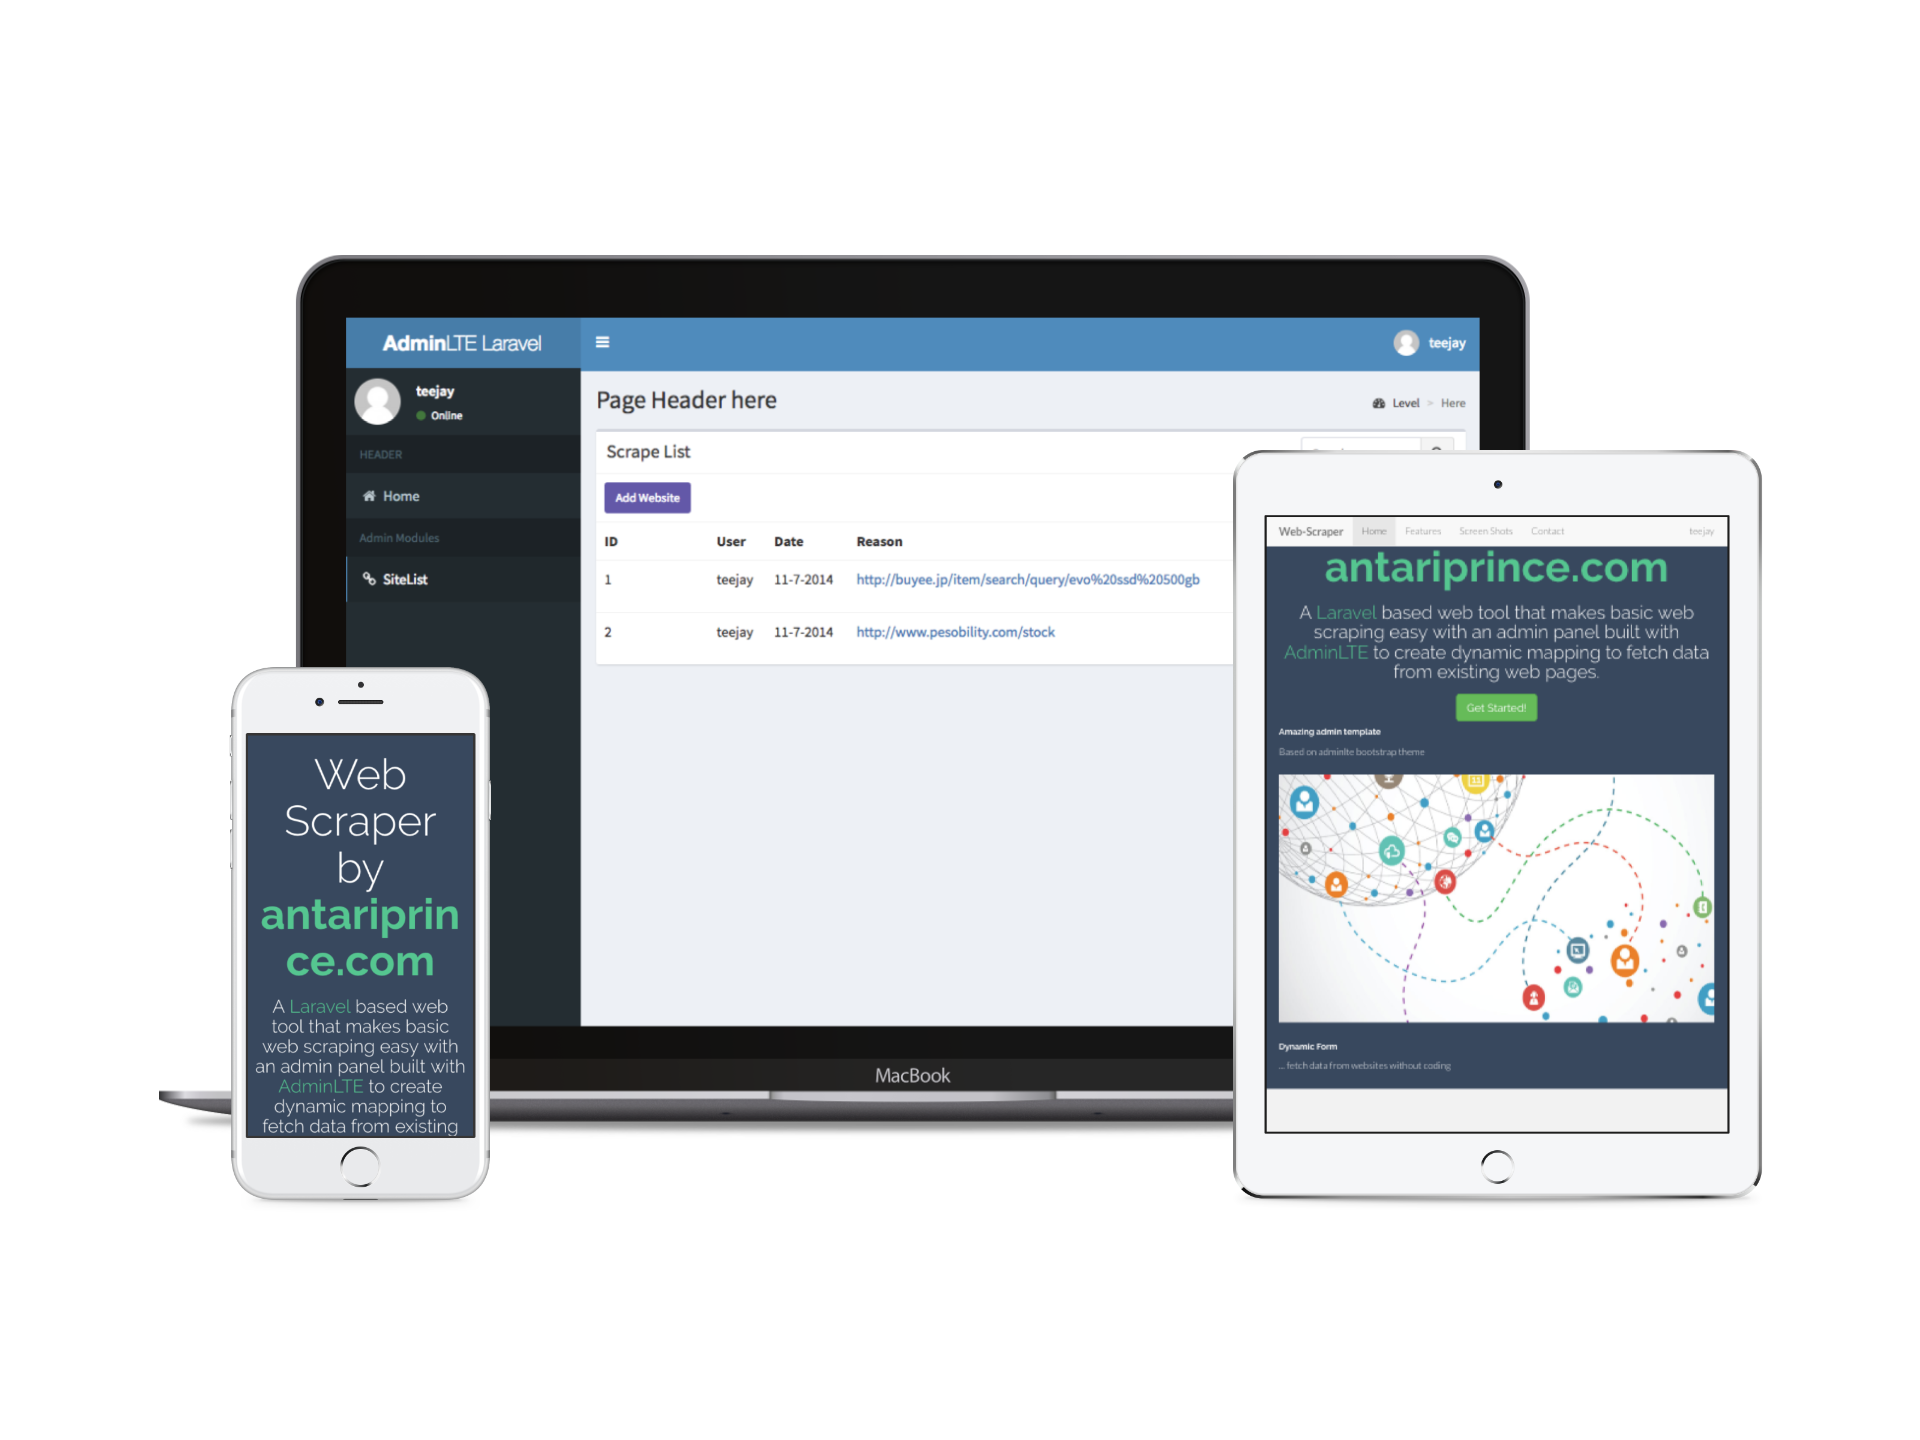 AdminLTE Laravel
teejay
teejay
Online
HEADER
Home
Admin Modules
SiteList
Page Header here
Level > Here
Scrape List
Add Website
ID User Date Reason
1 teejay 11-7-2014 http://buyee.jp/item/search/query/evo%20ssd%20500gb
2 teejay 11-7-2014 http://www.pesobility.com/stock
MacBook
Web
Scraper
by
antariprin
ce.com
A Laravel based web
tool that makes basic
web scraping easy with
an admin panel built with
AdminLTE to create
dynamic mapping to
fetch data from existing
Web-Scraper Home Features Screen Shots Contact teejay
antariprince.com
A Laravel based web tool that makes basic web
scraping easy with an admin panel built with
AdminLTE to create dynamic mapping to fetch data
from existing web pages.
Get Started!
Amazing admin template
Based on adminlte bootstrap theme
Dynamic Form
... fetch data from websites without coding